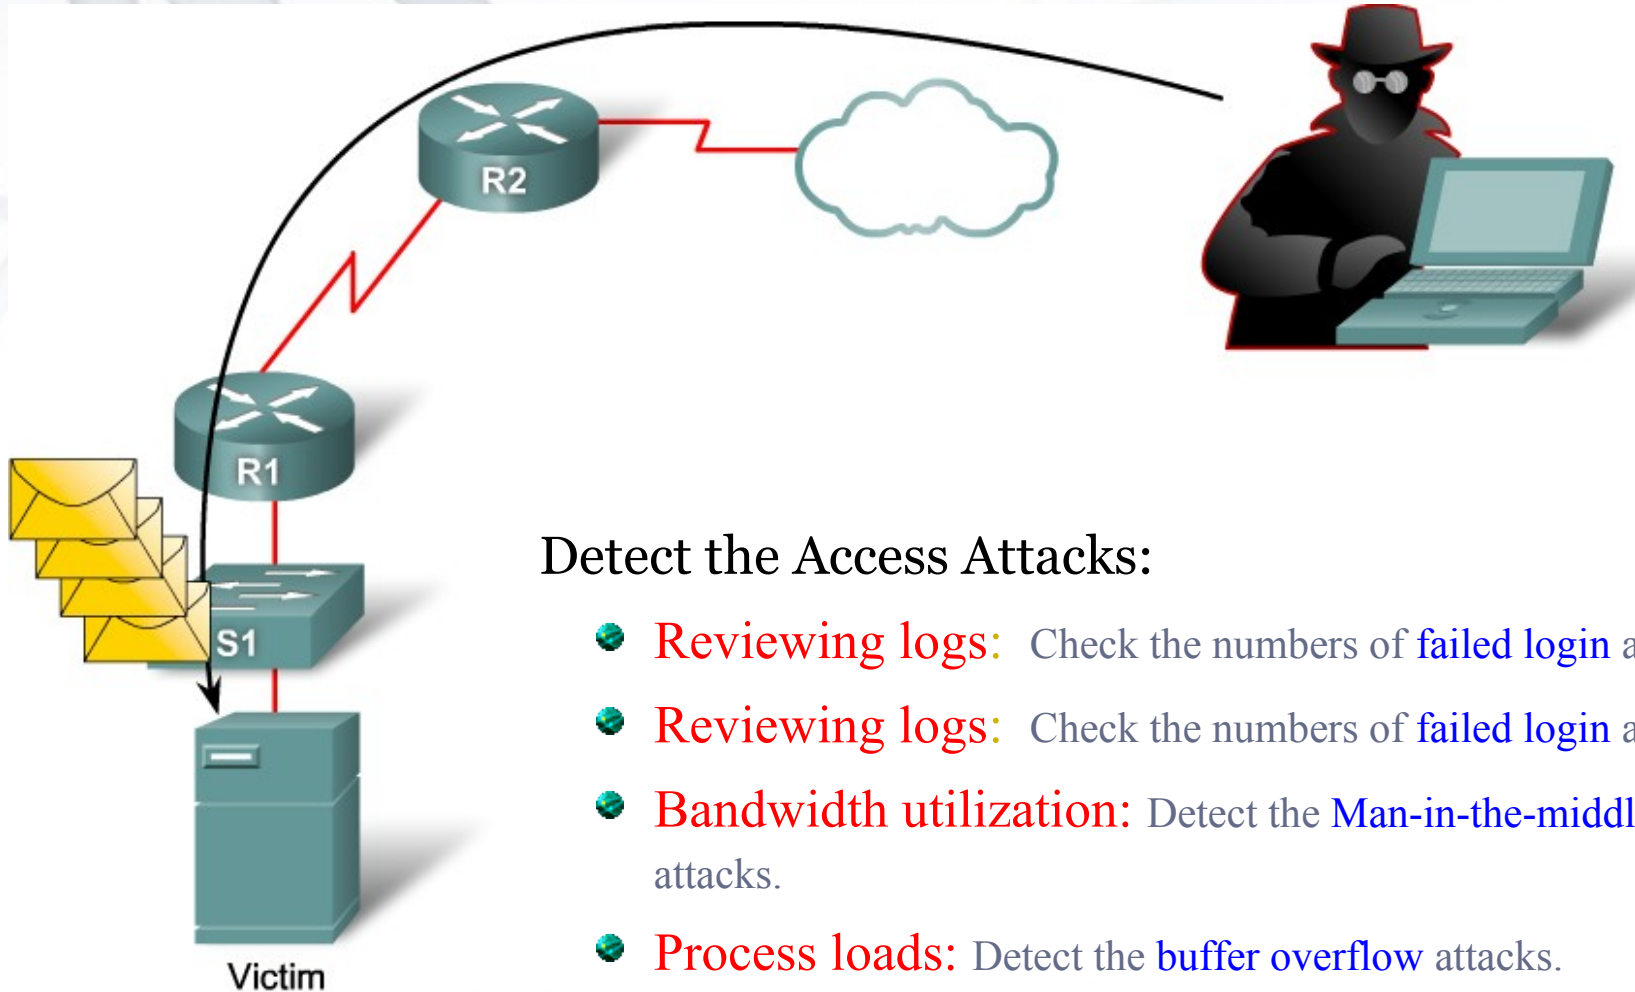 R2
R1
S1
Victim
Detect the Access Attacks:
Reviewing logs: Check the numbers of failed login a
Reviewing logs: Check the numbers of failed login a
Bandwidth utilization: Detect the Man-in-the-middl
attacks.
Process loads: Detect the buffer overflow attacks.